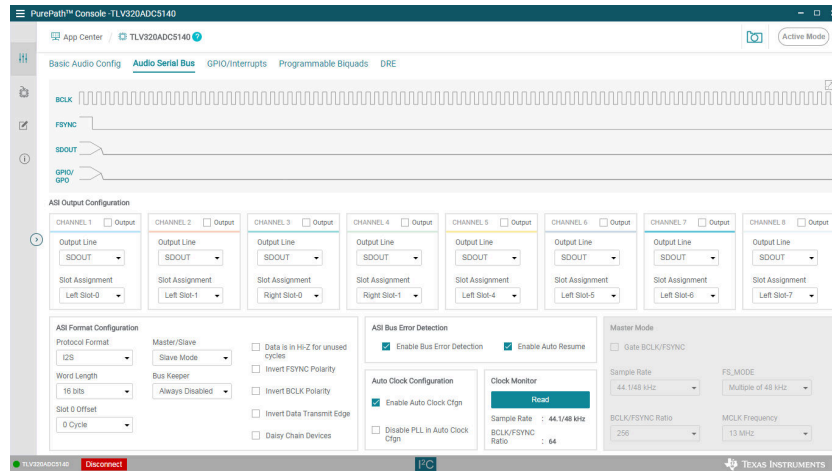 PurePath™ Console -TLV320ADC5140
App Center / TLV320ADC5140 ?
Active Mode
Basic Audio Config Audio Serial Bus GPIO/Interrupts Programmable Biquads DRE
BCLK
FSYNC
SDOUT
GPIO/
GPO
ASI Output Configuration
CHANNEL 1 Output CHANNEL 2 Output CHANNEL 3 Output CHANNEL 4 Output CHANNEL 5 Output CHANNEL 6 Output CHANNEL 7 Output CHANNEL 8 Output
Output Line Output Line Output Line Output Line Output Line Output Line Output Line Output Line
SDOUT SDOUT SDOUT SDOUT SDOUT SDOUT SDOUT SDOUT
Slot Assignment Slot Assignment Slot Assignment Slot Assignment Slot Assignment Slot Assignment Slot Assignment Slot Assignment
Left Slot-0 Left Slot-1 Right Slot-0 Right Slot-1 Left Slot-4 Left Slot-5 Left Slot-6 Left Slot-7
ASI Format Configuration
Protocol Format Master/Slave
I2S Slave Mode
Word Length Bus Keeper
16 bits Always Disabled
Slot 0 Offset
0 Cycle
Data is in Hi-Z for unused
cycles
Invert FSYNC Polarity
Invert BCLK Polarity
Invert Data Transmit Edge
Daisy Chain Devices
ASI Bus Error Detection
Enable Bus Error Detection Enable Auto Resume
Auto Clock Configuration
Enable Auto Clock Cfgn
Disable PLL in Auto Clock
Cfgn
Clock Monitor
Read
Sample Rate : 44.1/48 kHz
BCLK/FSYNC
Ratio : 64
Master Mode
Gate BCLK/FSYNC
Sample Rate FS_MODE
44.1/48 kHz Multiple of 48 kHz
BCLK/FSYNC Ratio MCLK Frequency
256 13 MHz
TLV320ADC5140 Disconnect I²C TEXAS INSTRUMENTS